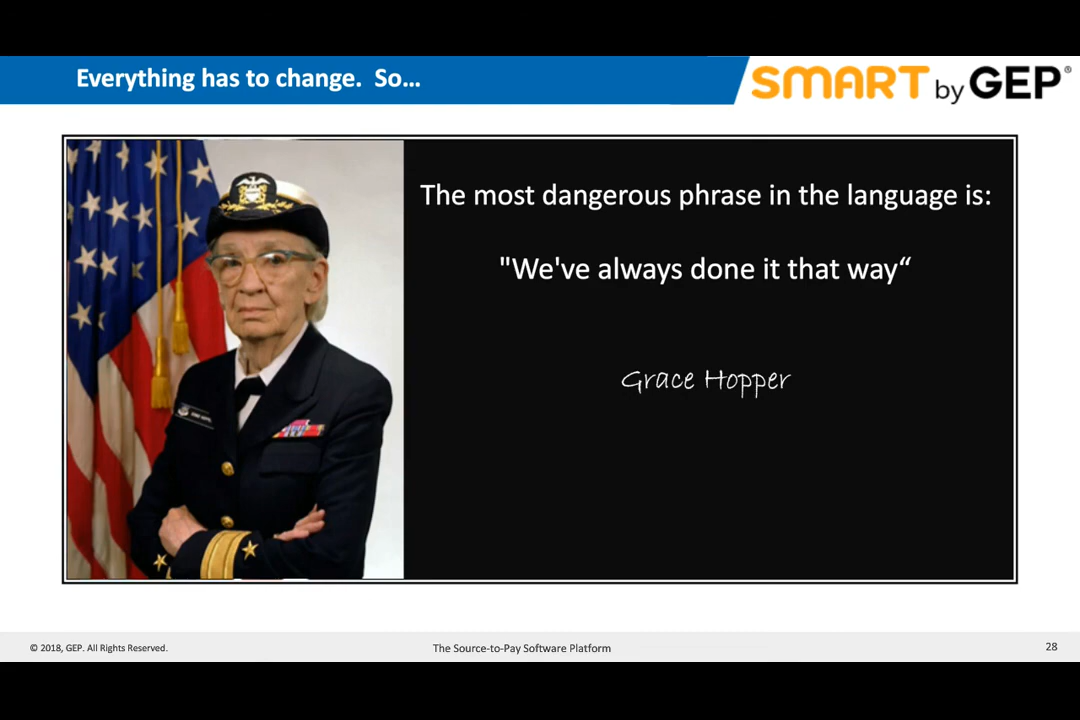 Everything has to change.  So...
SMART by GEP®
The most dangerous phrase in the language is:
"We've always done it that way“
Grace Hopper
© 2018, GEP. All Rights Reserved.
The Source-to-Pay Software Platform
28